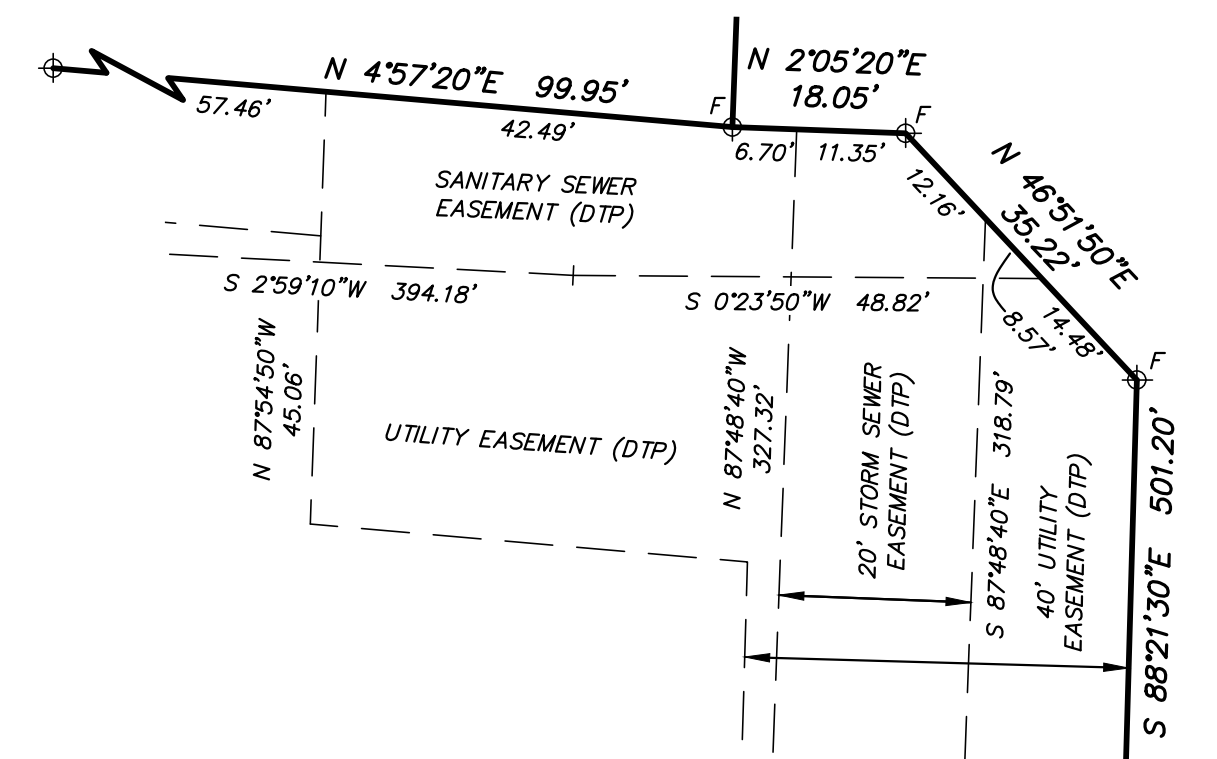 N 4°57'20"E 99.95'
57.46'
42.49'
F
N 2°05'20"E
18.05'
F
6.70'
11.35'
12.16'
N 46°51'50"E
35.22'
SANITARY SEWER
EASEMENT (DTP)
S 2°59'10"W 394.18'
S 0°23'50"W 48.82'
8.57'
14.48'
F
N 87°54'50"W
45.06'
UTILITY EASEMENT (DTP)
N 87°48'40"W
327.32'
20' STORM SEWER
EASEMENT (DTP)
S 87°48'40"E 318.79'
40' UTILITY
EASEMENT (DTP)
S 88°21'30"E 501.20'